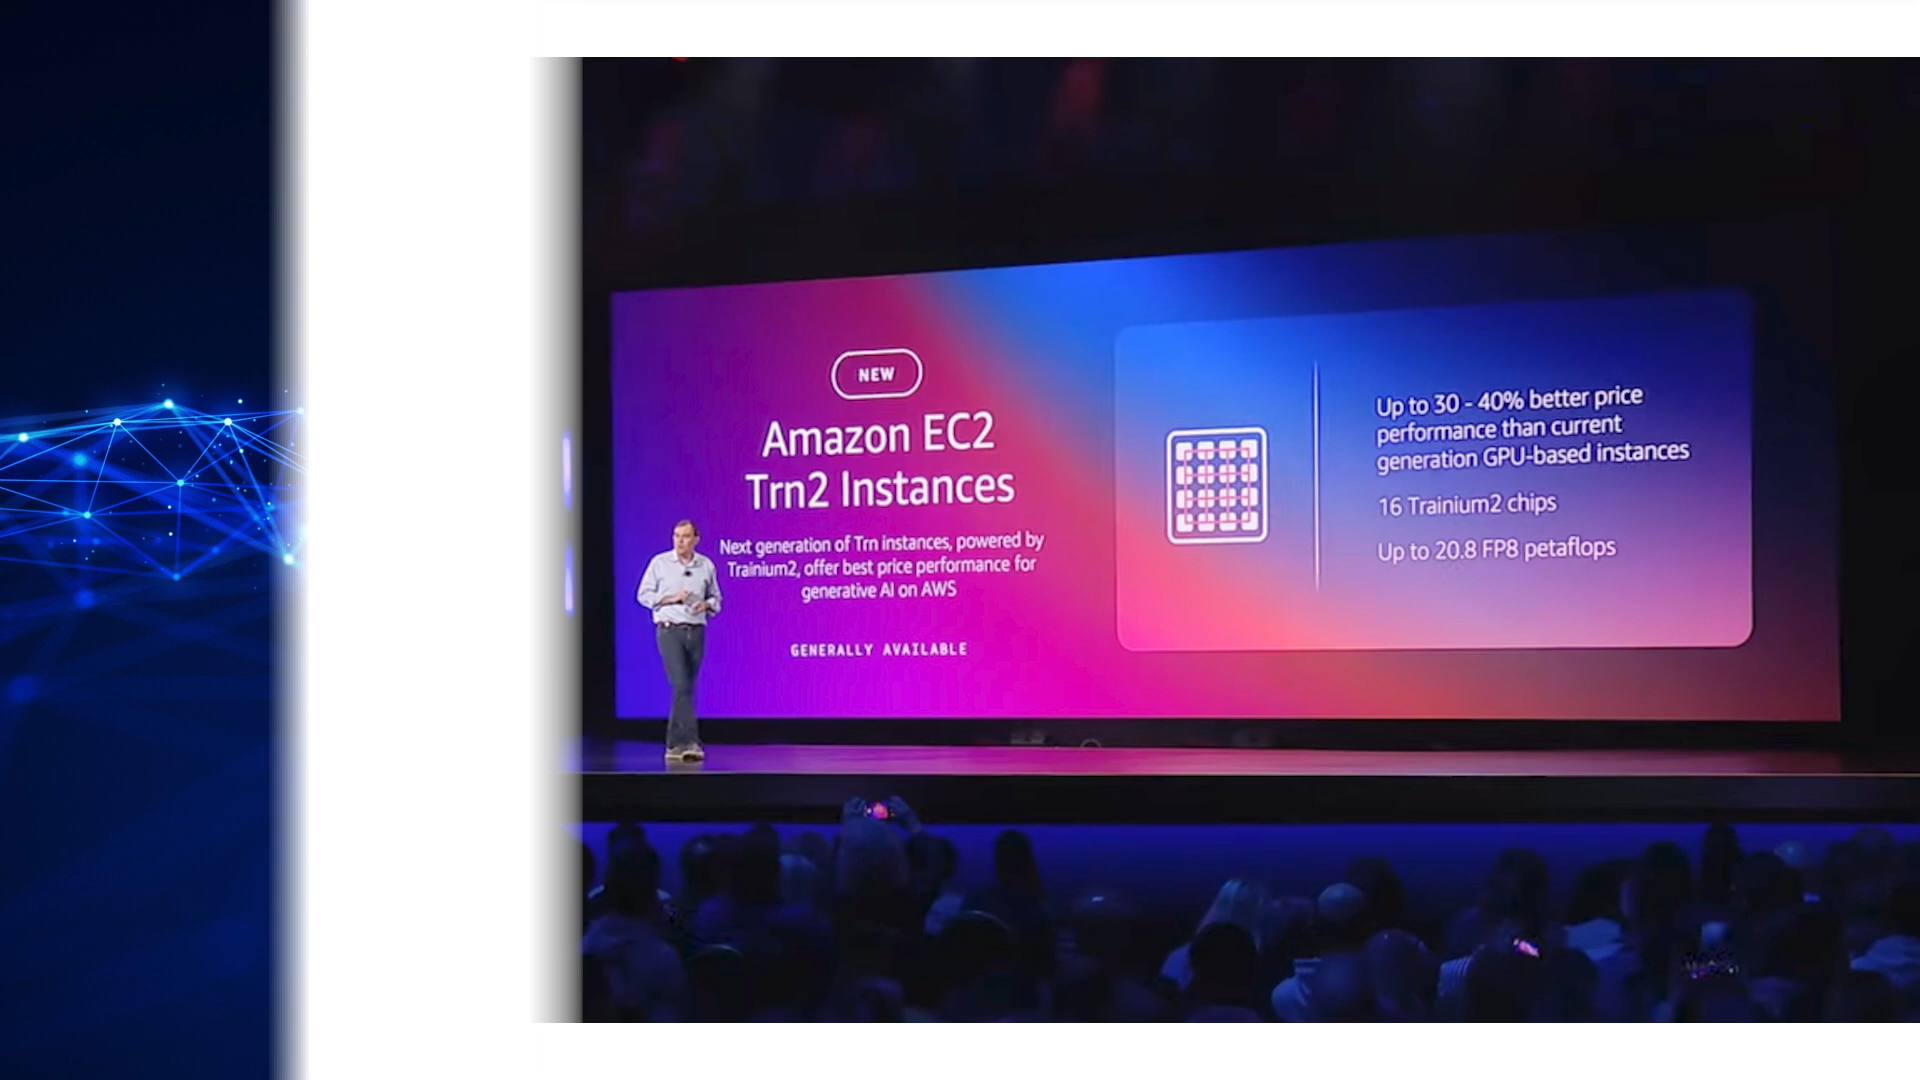 NEW
Amazon EC2
Trn2 Instances
Next generation of Trn instances, powered by
Trainium2, offer best price performance for
generative AI on AWS
GENERALLY AVAILABLE
Up to 30 - 40% better price
performance than current
generation GPU-based instances
16 Trainium2 chips
Up to 20.8 FP8 petaflops